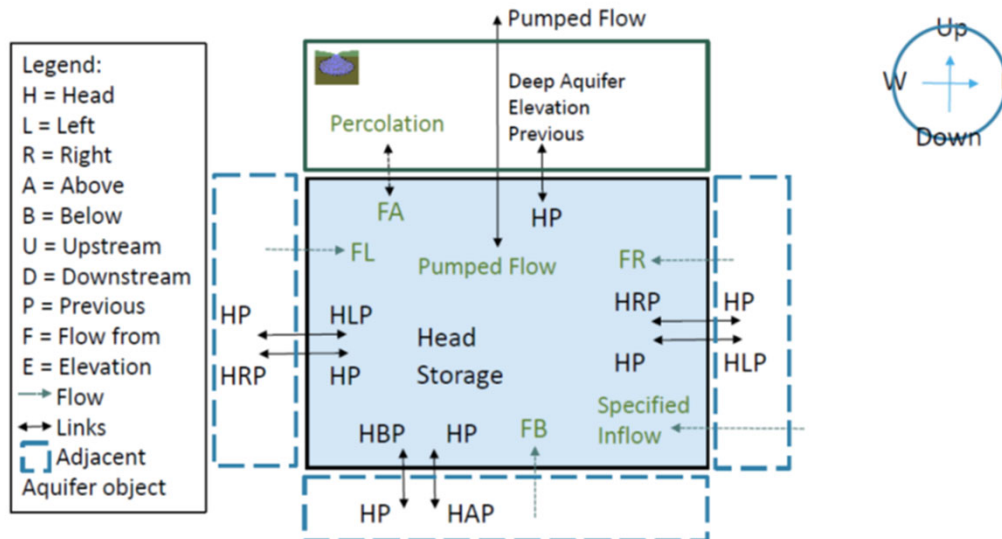 Pumped Flow
Up
W
Down
Legend:
H = Head
L = Left
R = Right
A = Above
B = Below
U = Upstream
D = Downstream
P = Previous
F = Flow from
E = Elevation
Flow
Links
Adjacent
Aquifer object
Percolation
Deep Aquifer
Elevation
Previous
FA
HP
FL
Pumped Flow
FR
HP
HLP
HRP
HP
HRP
HP
Head
Storage
HP
HLP
Specified
Inflow
HBP
HP
FB
HP
HAP